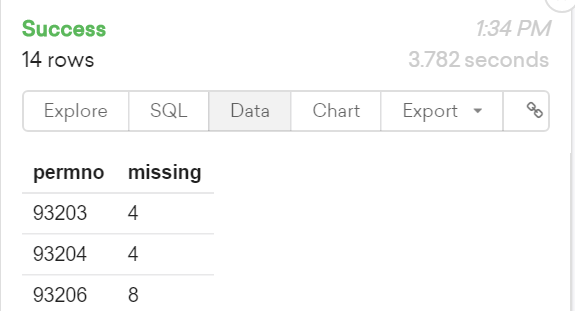 Success 1:34 PM
14 rows 3.782 seconds
Explore SQL Data Chart Export
permno missing
93203 4
93204 4
93206 8